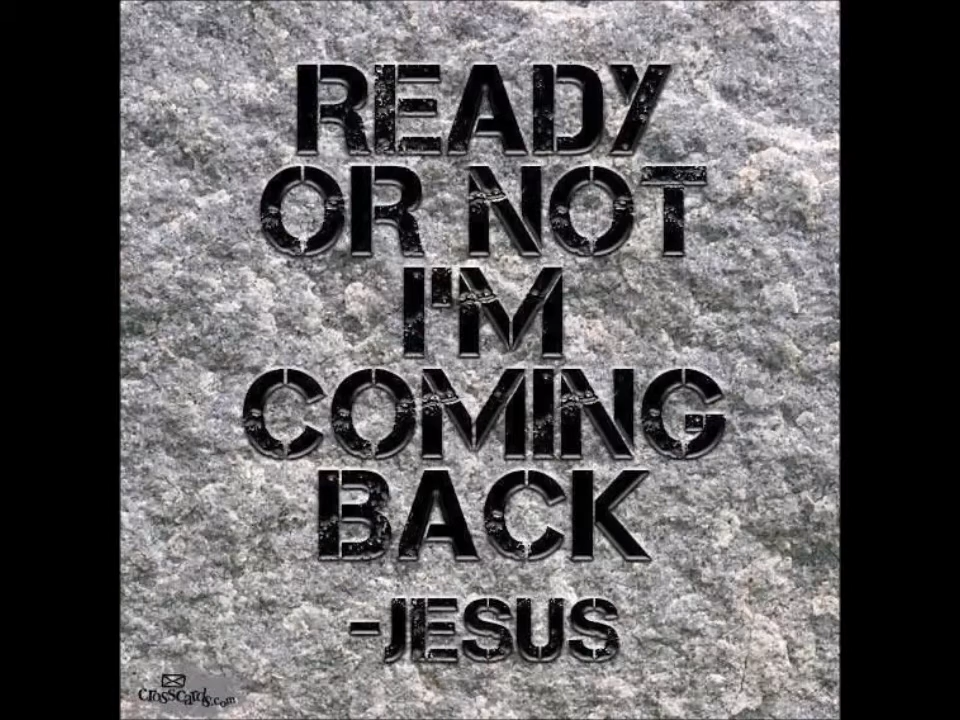 READY
OR NOT
I'M
COMING
BACK
-JESUS
crosscards.com